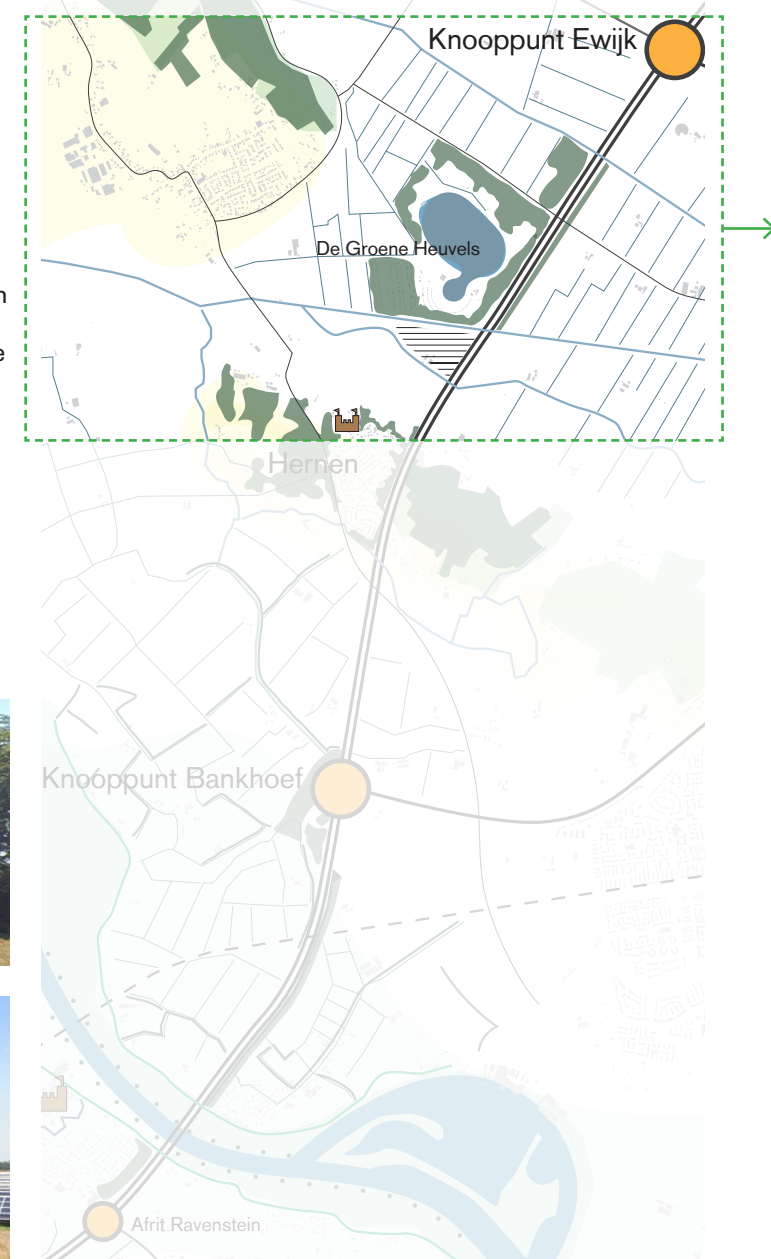 Knooppunt Ewijk
De Groene Heuvels
n
e
Hernen
Knooppunt Bankhoef
Afrit Ravenstein